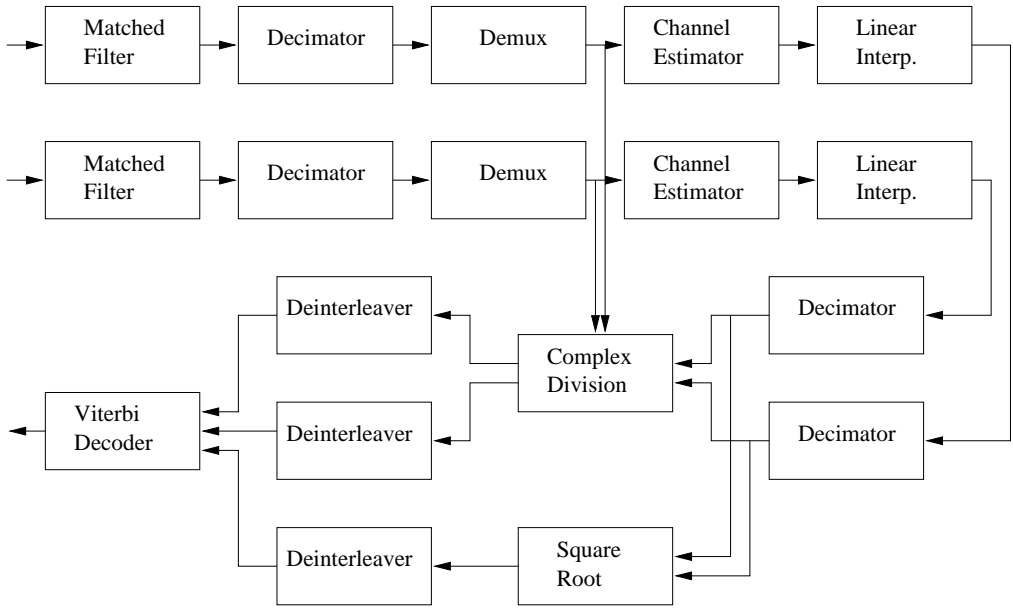 Matched
Filter
Decimator
Demux
Channel
Estimator
Linear
Interp.
Matched
Filter
Decimator
Demux
Channel
Estimator
Linear
Interp.
Deinterleaver
Complex
Division
Decimator
Viterbi
Decoder
Deinterleaver
Decimator
Deinterleaver
Square
Root